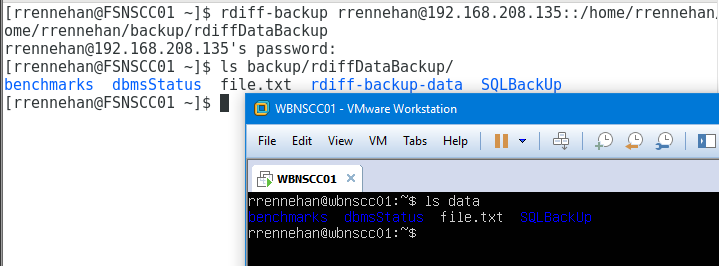 [rrennehan@FSNSCC01 ~]$ rdiff-backup rrennehan@192.168.208.135::/home/rrennehan
ome/rrennehan/backup/rdiffDataBackup
rrennehan@192.168.208.135's password:
[rrennehan@FSNSCC01 ~]$ ls backup/rdiffDataBackup/
benchmarks dbmsStatus file.txt rdiff-backup-data SQLBackUp
[rrennehan@FSNSCC01 ~]$
WBNSCC01 - VMware Workstation
File Edit View VM Tabs Help
WBNSCC01 ×
rrennehan@wbnscc01:~$ ls data
benchmarks dbmsStatus file.txt SQLBackUp
rrennehan@wbnscc01:~$